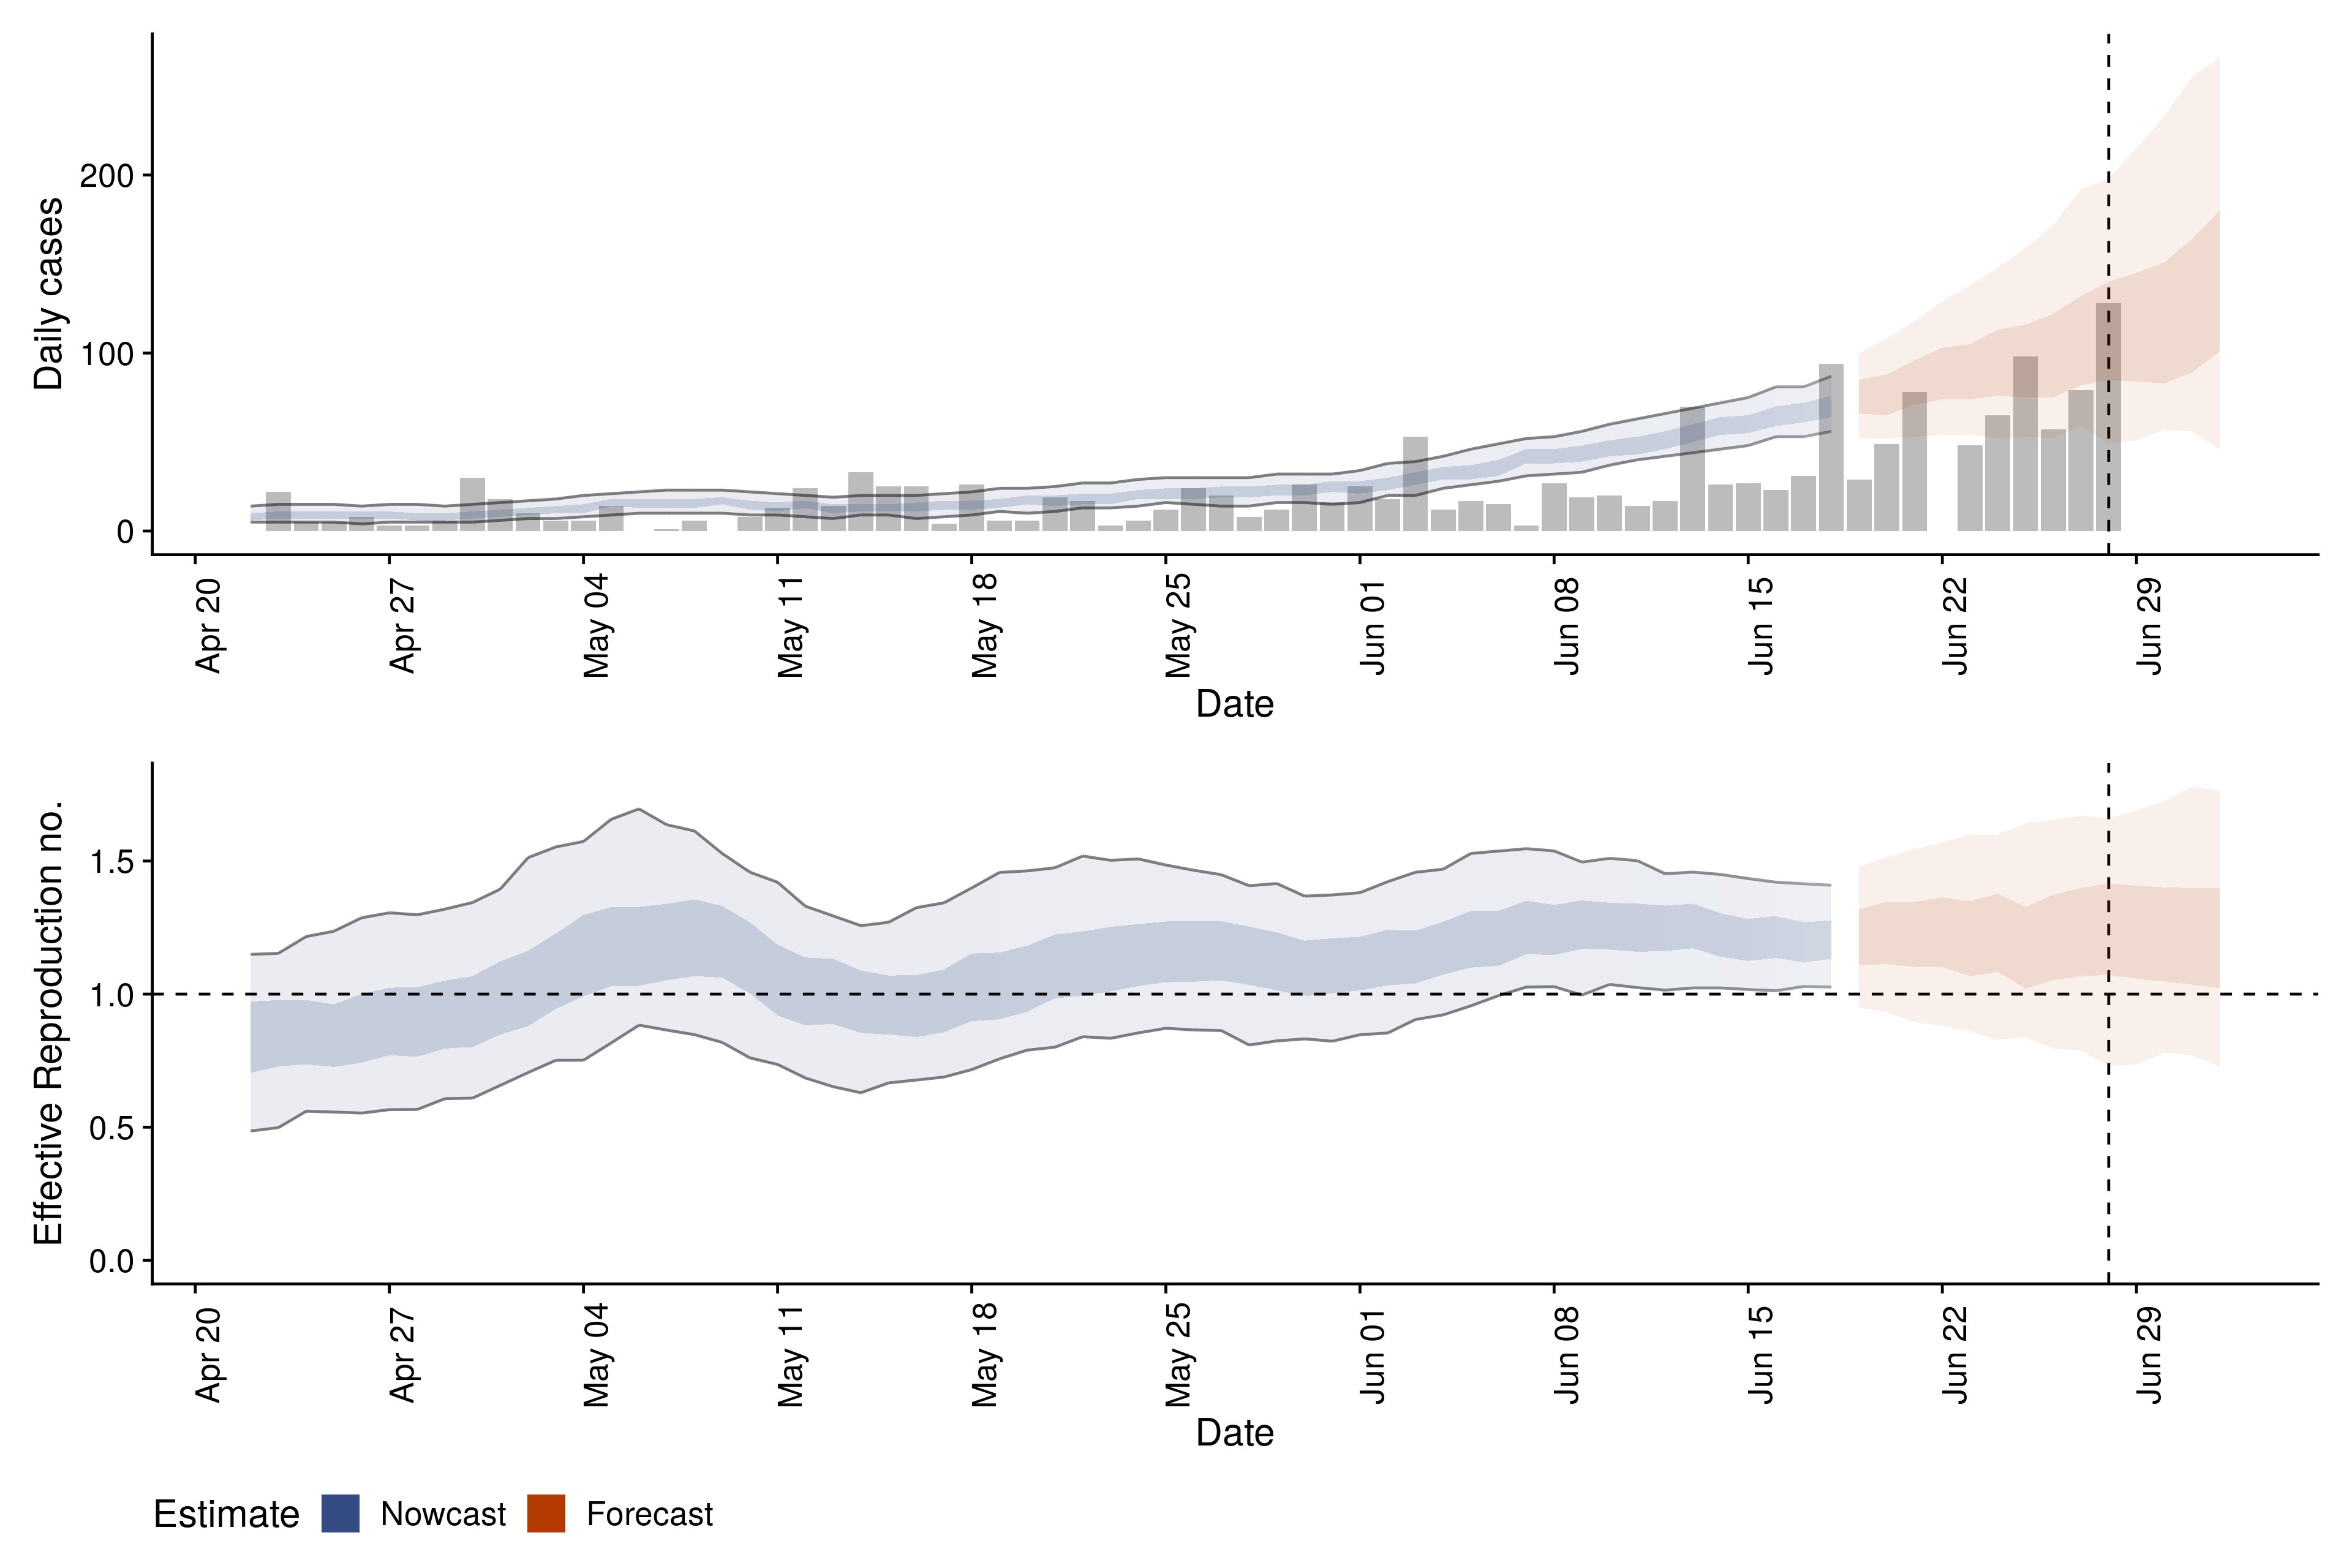 Daily cases
200
100
0
Apr 20
Apr 27
May 04
May 11
May 18
May 25
Jun 01
Jun 08
Jun 15
Jun 22
Jun 29
Date
Effective Reproduction no.
1.5
1.0
0.5
0.0
Apr 20
Apr 27
May 04
May 11
May 18
May 25
Jun 01
Jun 08
Jun 15
Jun 22
Jun 29
Date
Estimate Nowcast Forecast